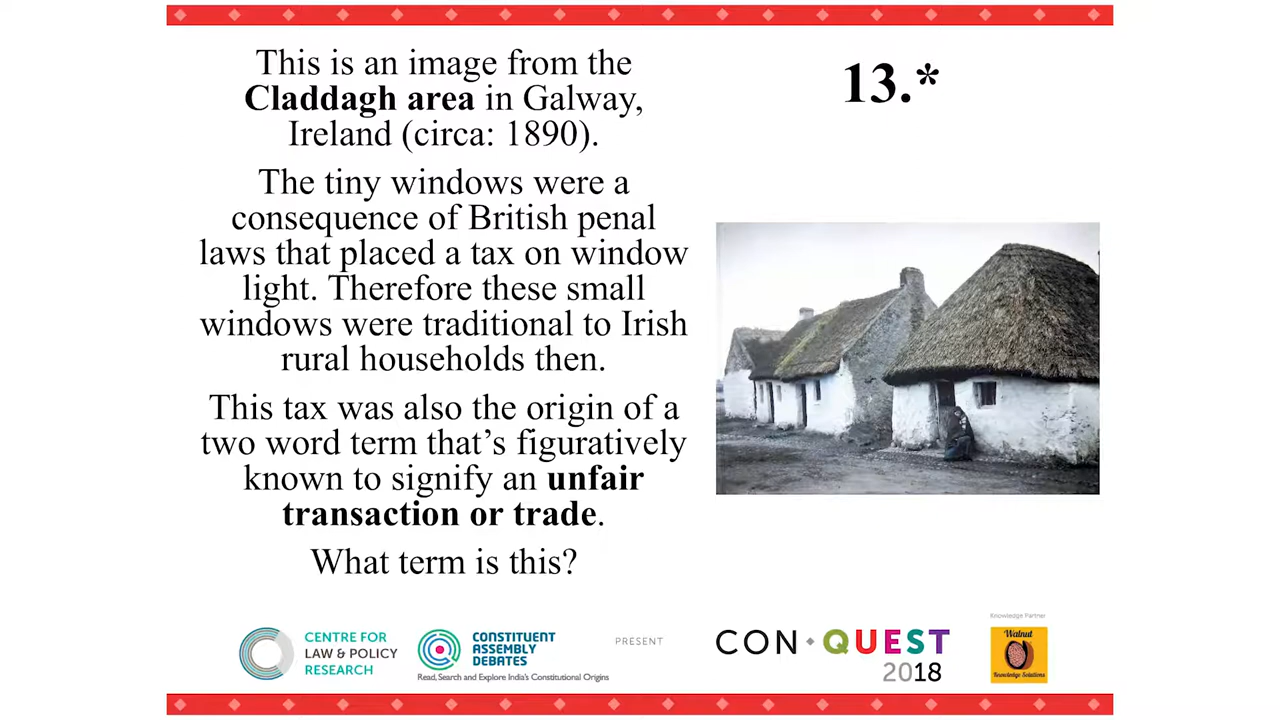 This is an image from the
Claddagh area in Galway,
Ireland (circa: 1890).
The tiny windows were a
consequence of British penal
laws that placed a tax on window
light. Therefore these small
windows were traditional to Irish
rural households then.
This tax was also the origin of a
two word term that’s figuratively
known to signify an unfair
transaction or trade.
What term is this?
13.*
CENTRE FOR
LAW & POLICY
RESEARCH
CONSTITUENT
ASSEMBLY
DEBATES
Read, Search and Explore India's Constitutional Origins
PRESENT
CON QUEST
2018
Knowledge Partner
Walnut
Knowledge Solutions